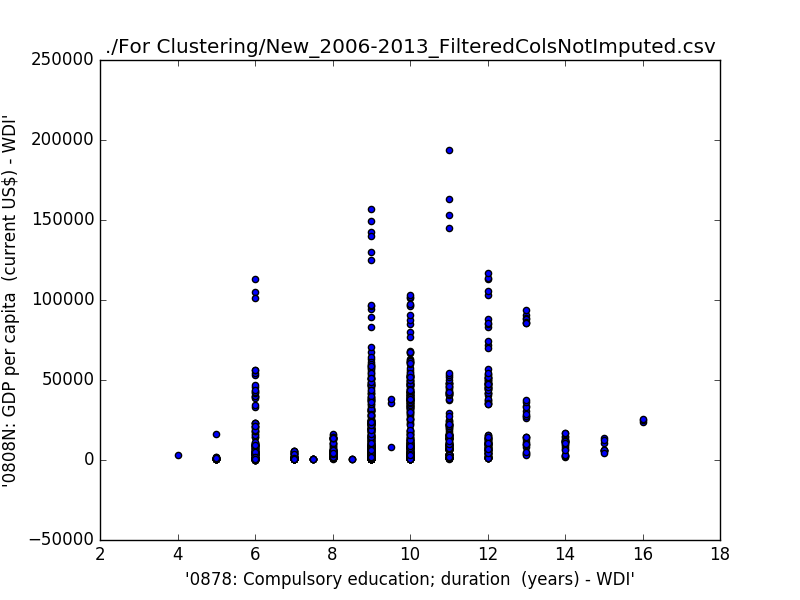 ./For Clustering/New_2006-2013_FilteredColsNotImputed.csv
250000
200000
150000
100000
50000
0
−50000
'0808N: GDP per capita  (current US$) - WDI'
2 4 6 8 10 12 14 16 18
'0878: Compulsory education; duration  (years) - WDI'